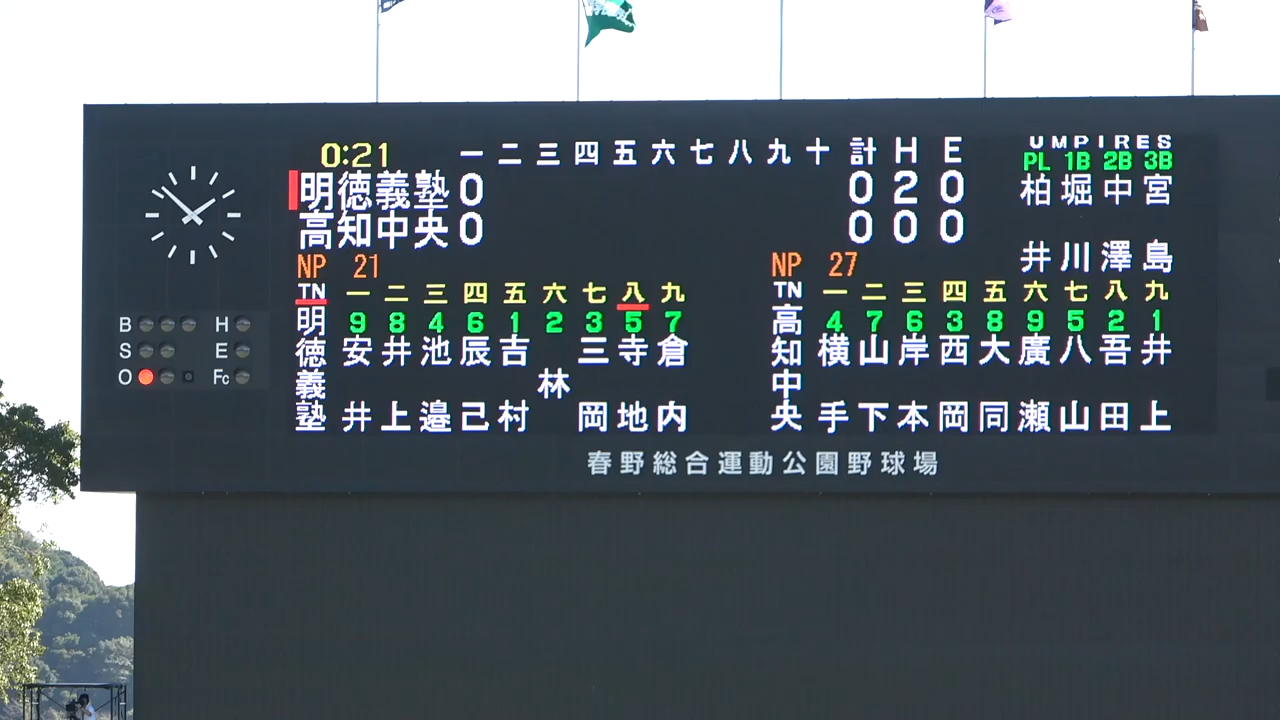 0:21 一 二 三 四 五 六 七 八 九 十 計 H E
明徳義塾 0 0 2 0
高知中央 0 0 0 0
UMPIRES
PL 1B 2B 3B
柏井 堀川 中澤 宮島
B H
S E
O Fc
NP 21
TN 一 二 三 四 五 六 七 八 九
明徳義塾 9 8 4 6 1 2 3 5 7
安井 井上 池邉 辰己 吉村 林 三岡 寺地 倉内
NP 27
TN 一 二 三 四 五 六 七 八 九
高知中央 4 7 6 3 8 9 5 2 1
横手 山下 岸本 西岡 大同 廣瀬 八山 吾田 井上
春野総合運動公園野球場